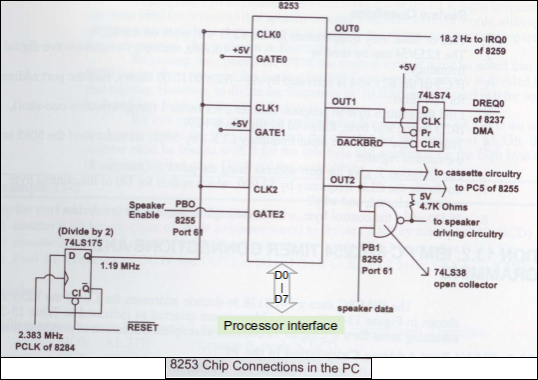 8253
CLK0
OUT0
18.2 Hz to IRQ0
of 8259
+5V
GATE0
+5V
74LS74
CLK1
OUT1
D
DREQ0
CLK
of 8237
+5V
GATE1
Pr
DMA
DACKBRD
CLR
CLK2
OUT2
to cassette circuitry
to PC5 of 8255
Speaker
Enable
PBO
8255
Port 61
GATE2
5V
4.7K Ohms
to speaker
driving circuitry
(Divide by 2)
74LS175
D Q
1.19 MHz
Q
CI
PB1
8255
Port 61
74LS38
open collector
D0
I
D7
speaker data
RESET
Processor interface
2.383 MHz
PCLK of 8284
8253 Chip Connections in the PC